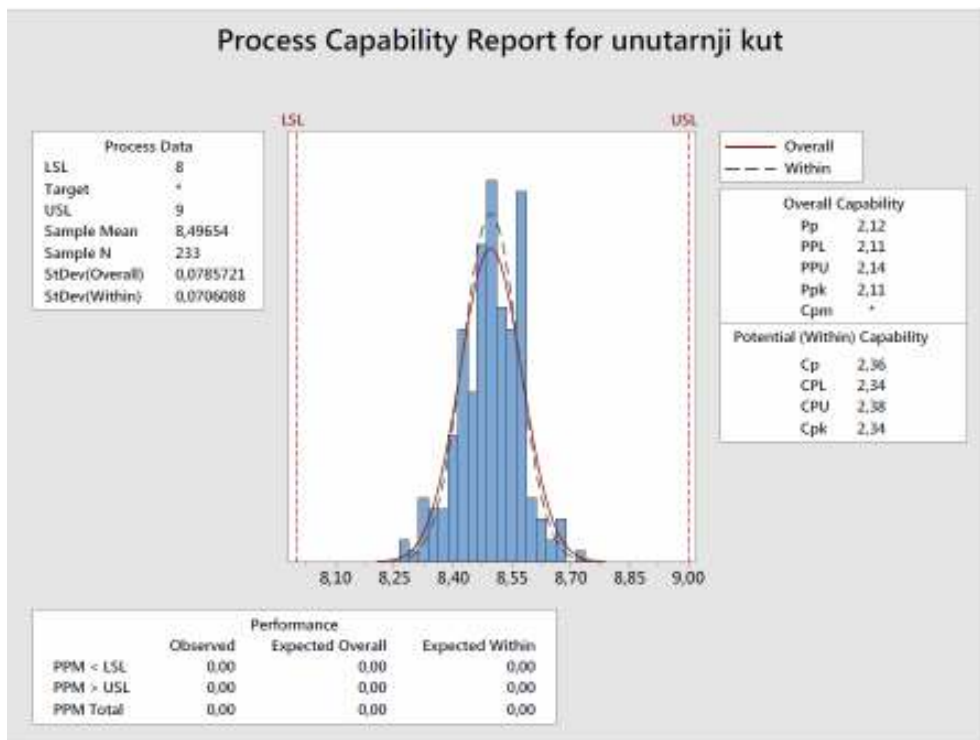 Process Capability Report for unutarnji kut
LSL USL
Process Data
LSL 8
Target *
USL 9
Sample Mean 8,49654
Sample N 233
StDev(Overall) 0,0785721
StDev(Within) 0,0706088
Overall
Within
Overall Capability
Pp 2,12
PPL 2,11
PPU 2,14
Ppk 2,11
Cpm *
Potential (Within) Capability
Cp 2,36
CPL 2,34
CPU 2,38
Cpk 2,34
8,10 8,25 8,40 8,55 8,70 8,85 9,00
Performance
Observed Expected Overall Expected Within
PPM < LSL 0,00 0,00 0,00
PPM > USL 0,00 0,00 0,00
PPM Total 0,00 0,00 0,00